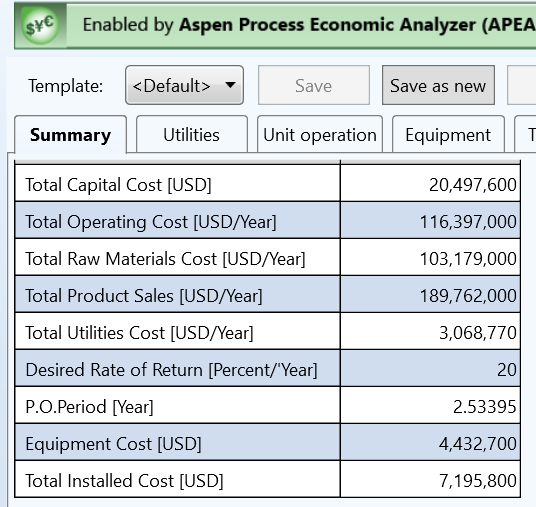 $¥€ Enabled by Aspen Process Economic Analyzer (APEA
Template: <Default> Save Save as new
Summary Utilities Unit operation Equipment T
Total Capital Cost [USD] 20,497,600
Total Operating Cost [USD/Year] 116,397,000
Total Raw Materials Cost [USD/Year] 103,179,000
Total Product Sales [USD/Year] 189,762,000
Total Utilities Cost [USD/Year] 3,068,770
Desired Rate of Return [Percent/'Year] 20
P.O.Period [Year] 2.53395
Equipment Cost [USD] 4,432,700
Total Installed Cost [USD] 7,195,800